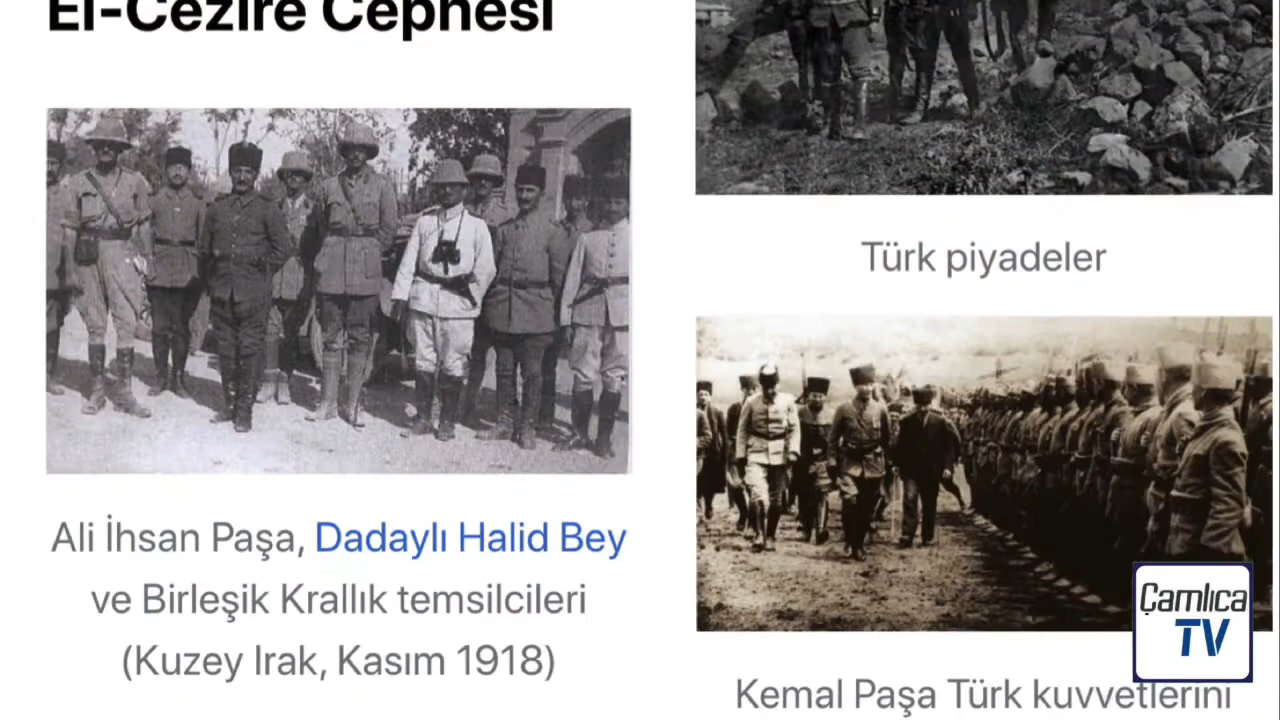 El-Cezire Cephesi
Ali İhsan Paşa, Dadaylı Halid Bey
ve Birleşik Krallık temsilcileri
(Kuzey Irak, Kasım 1918)
Türk piyadeler
Kemal Paşa Türk kuvvetlerini
Çamlıca
TV